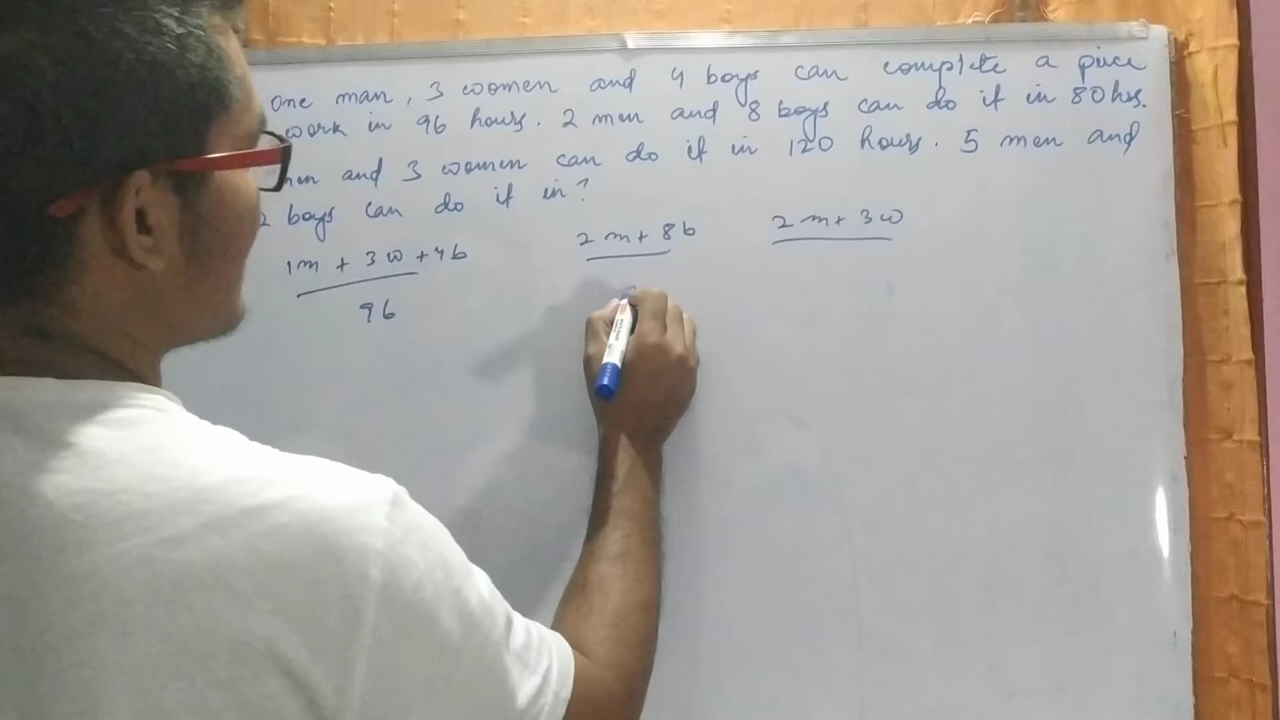 One man, 3 women and 4 boys can complete a piece
work in 96 hours. 2 men and 8 boys can do it in 80 hrs.
men and 3 women can do it in 120 hours. 5 men and
2 boys can do it in?
1m + 3w + 4b
96
2m + 8b
2m + 3w